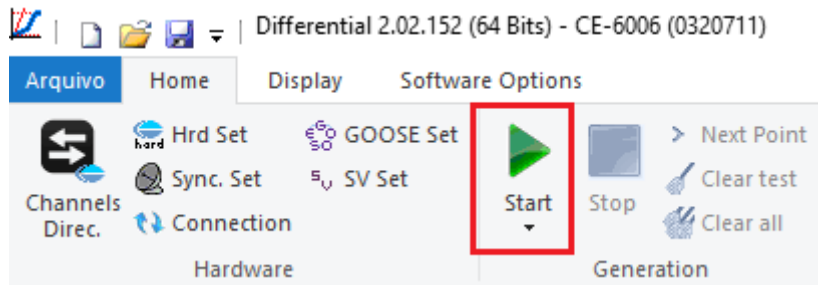 Differential 2.02.152 (64 Bits) - CE-6006 (0320711)
Arquivo Home Display Software Options
Channels Direc.
hard Hrd Set
Sync. Set
Connection
GOOSE Set
SV Set
Hardware
Start
Stop
Next Point
Clear test
Clear all
Generation